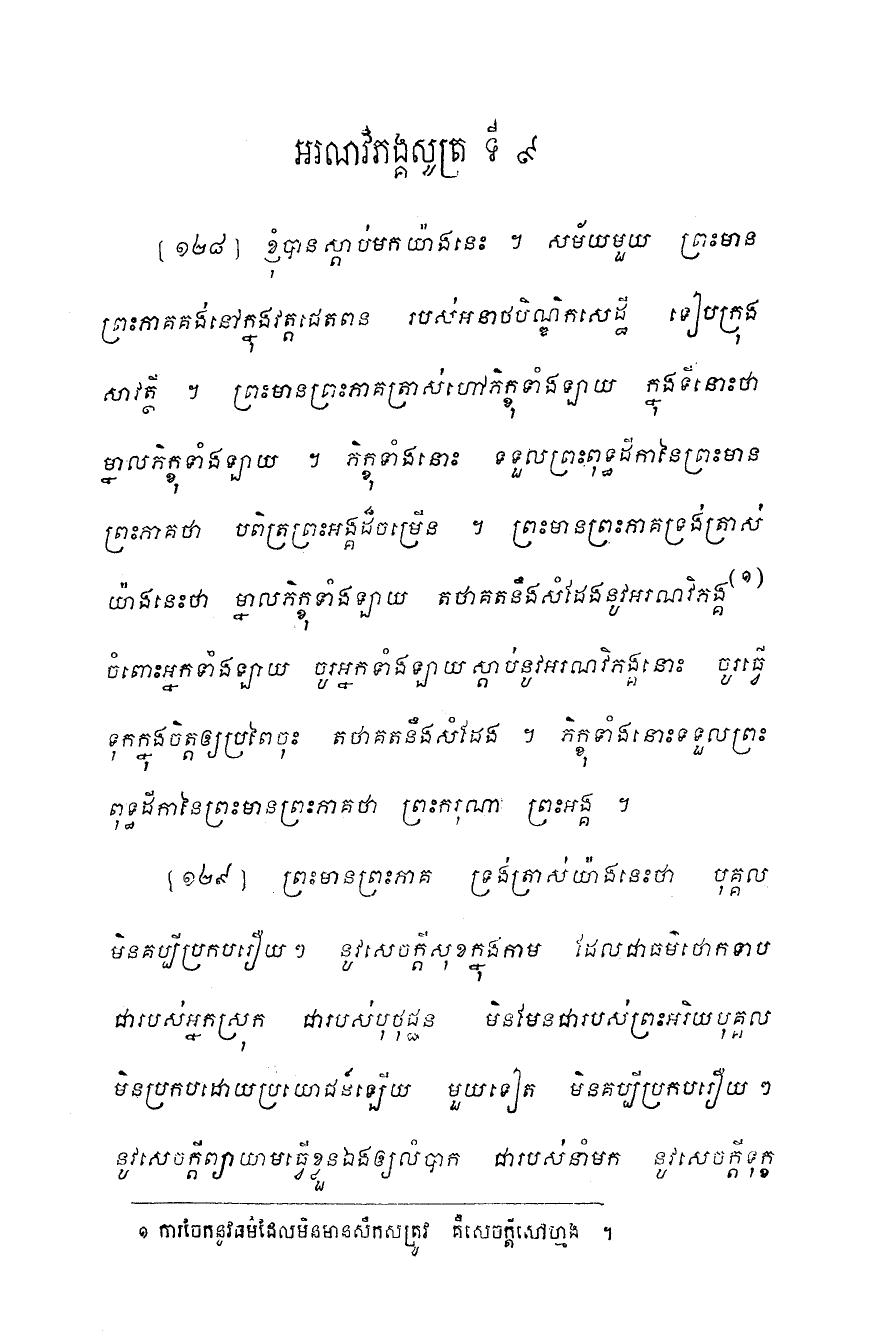 អរណវិភង្គសូត្រ ទី ៩
[១២៨] ខ្ញុំបានស្តាប់មកយ៉ាងនេះ ។ សម័យមួយ ព្រះមាន
ព្រះភាគគង់នៅក្នុងវត្តជេតពន របស់អនាថបិណ្ឌិកសេដ្ឋី ទៀបក្រុង
សាវត្ថី ។ ព្រះមានព្រះភាគត្រាស់ហៅភិក្ខុទាំងឡាយ ក្នុងទីនោះថា
ម្នាលភិក្ខុទាំងឡាយ ។ ភិក្ខុទាំងនោះ ទទួលព្រះពុទ្ធដីកានៃព្រះមាន
ព្រះភាគថា បពិត្រព្រះអង្គដ៏ចម្រើន ។ ព្រះមានព្រះភាគទ្រង់ត្រាស់
យ៉ាងនេះថា ម្នាលភិក្ខុទាំងឡាយ តថាគតនឹងសំដែងនូវអរណវិភង្គ(១)
ចំពោះអ្នកទាំងឡាយ ចូរអ្នកទាំងឡាយស្តាប់នូវអរណវិភង្គនោះ ចូរធ្វើ
ទុកក្នុងចិត្តឲ្យប្រពៃចុះ តថាគតនឹងសំដែង ។ ភិក្ខុទាំងនោះទទួលព្រះ
ពុទ្ធដីកានៃព្រះមានព្រះភាគថា ព្រះករុណា ព្រះអង្គ ។
[១២៩] ព្រះមានព្រះភាគ ទ្រង់ត្រាស់យ៉ាងនេះថា បុគ្គល
មិនគប្បីប្រកបរឿយៗ នូវសេចក្តីសុខក្នុងកាម ដែលជាធម៌ថោកទាប
ជារបស់អ្នកស្រុក ជារបស់បុថុជ្ជន មិនមែនជារបស់ព្រះអរិយបុគ្គល
មិនប្រកបដោយប្រយោជន៍ឡើយ មួយទៀត មិនគប្បីប្រកបរឿយៗ
នូវសេចក្តីព្យាយាមធ្វើខ្លួនឯងឲ្យលំបាក ជារបស់នាំមក នូវសេចក្តីទុក្ខ
១ ការចែកនូវធម៌ដែលមិនមានសឹកសត្រូវ គឺសេចក្តីសៅហ្មង ។